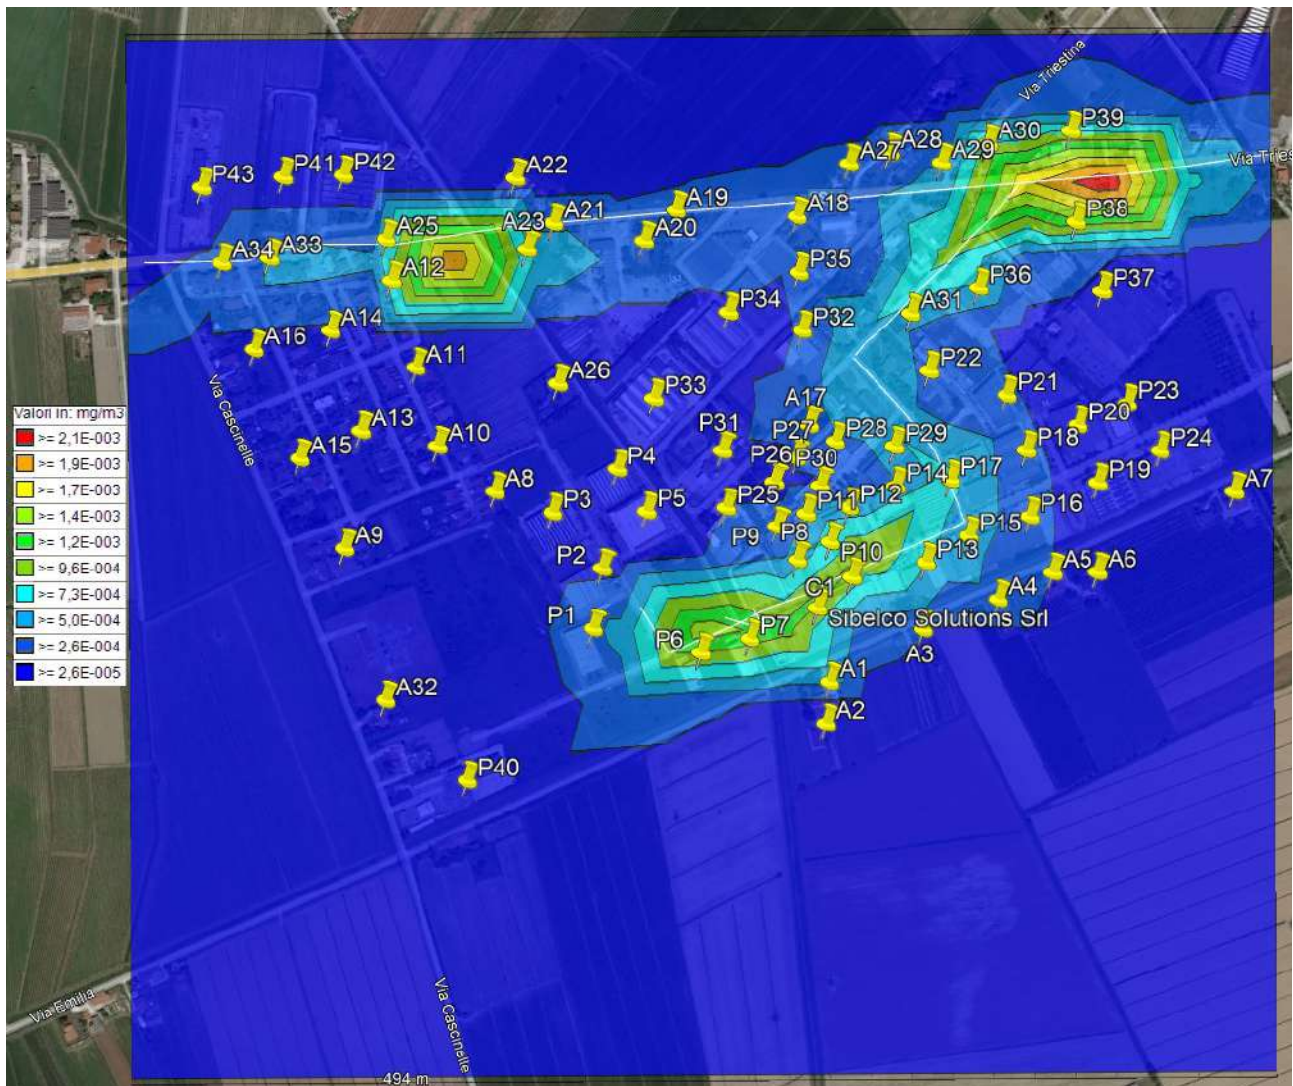 Via Triestina
P39
A30
A28
A27
A29
Via Tries
P43
P41
P42
A22
A19
A18
A21
A23
A20
P38
A25
A34
A33
A12
P35
P36
P37
P34
A31
P32
A14
A16
A11
P22
A26
P33
P21
P23
Via Cascinelle
A17
P20
Valori in: mg/m3
>= 2,1E-003
>= 1,9E-003
>= 1,7E-003
>= 1,4E-003
>= 1,2E-003
>= 9,6E-004
>= 7,3E-004
>= 5,0E-004
>= 2,6E-004
>= 2,6E-005
A13
A10
A15
P31
P27
P28
P29
P18
P24
P4
P26
P30
P14
P17
P19
A7
A8
P3
P5
P25
P11
P12
P16
A9
P9
P8
P15
P2
P10
P13
A5
A6
P1
C1
A4
Sibelco Solutions Srl
P6
P7
A3
A1
A32
A2
P40
Via Emilia
Via Cascinelle
494 m